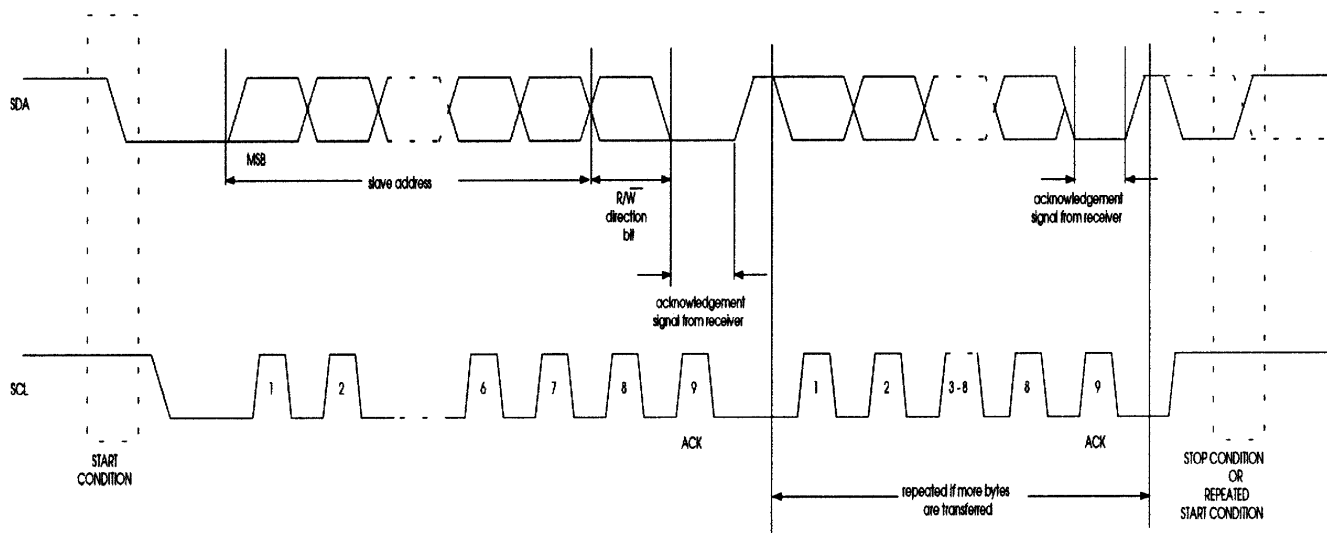 SDA
MSB
slave address
R/W̅
direction
bit
acknowledgement
signal from receiver
acknowledgement
signal from receiver
SCL
1
2
6
7
8
9
1
2
3 - 8
8
9
ACK
ACK
START
CONDITION
repeated if more bytes
are transferred
STOP CONDITION
OR
REPEATED
START CONDITION